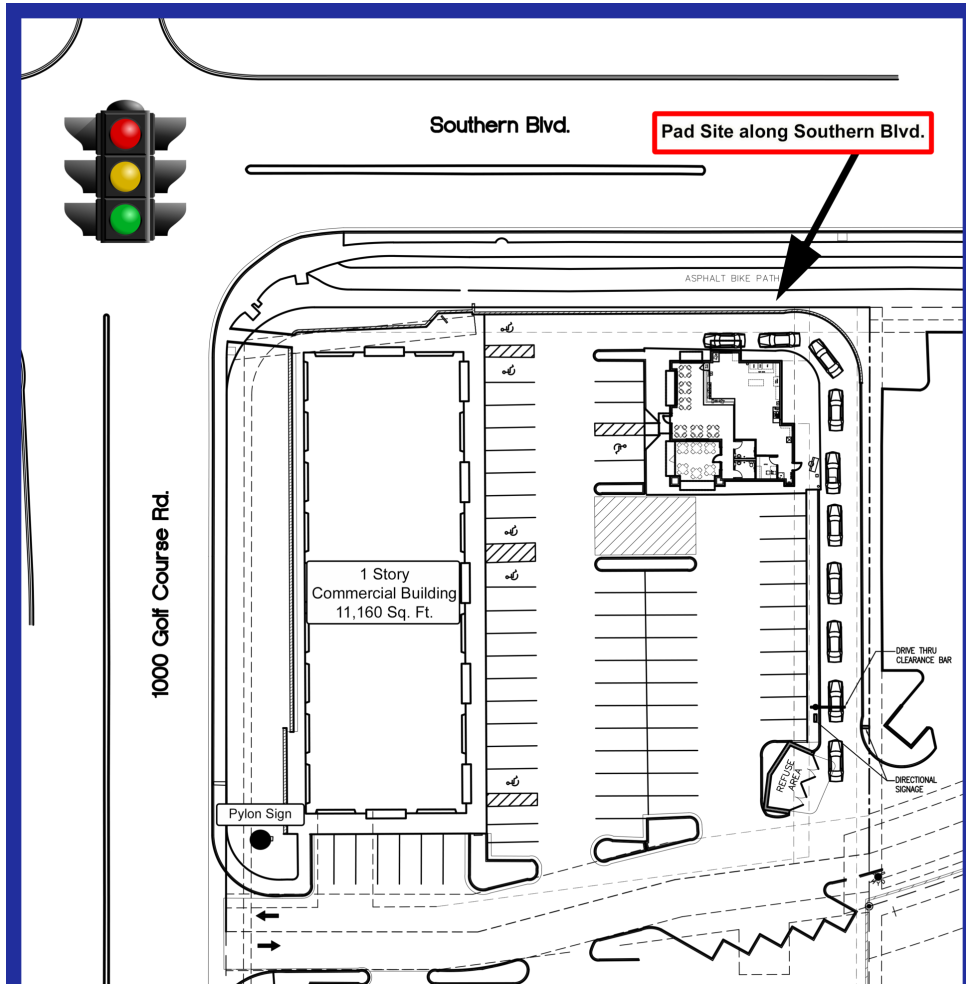 Southern Blvd.
Pad Site along Southern Blvd.
ASPHALT BIKE PATH
1000 Golf Course Rd.
1 Story
Commercial Building
11,160 Sq. Ft.
DRIVE THRU
CLEARANCE BAR
REFUSE
AREA
DIRECTIONAL
SIGNAGE
Pylon Sign